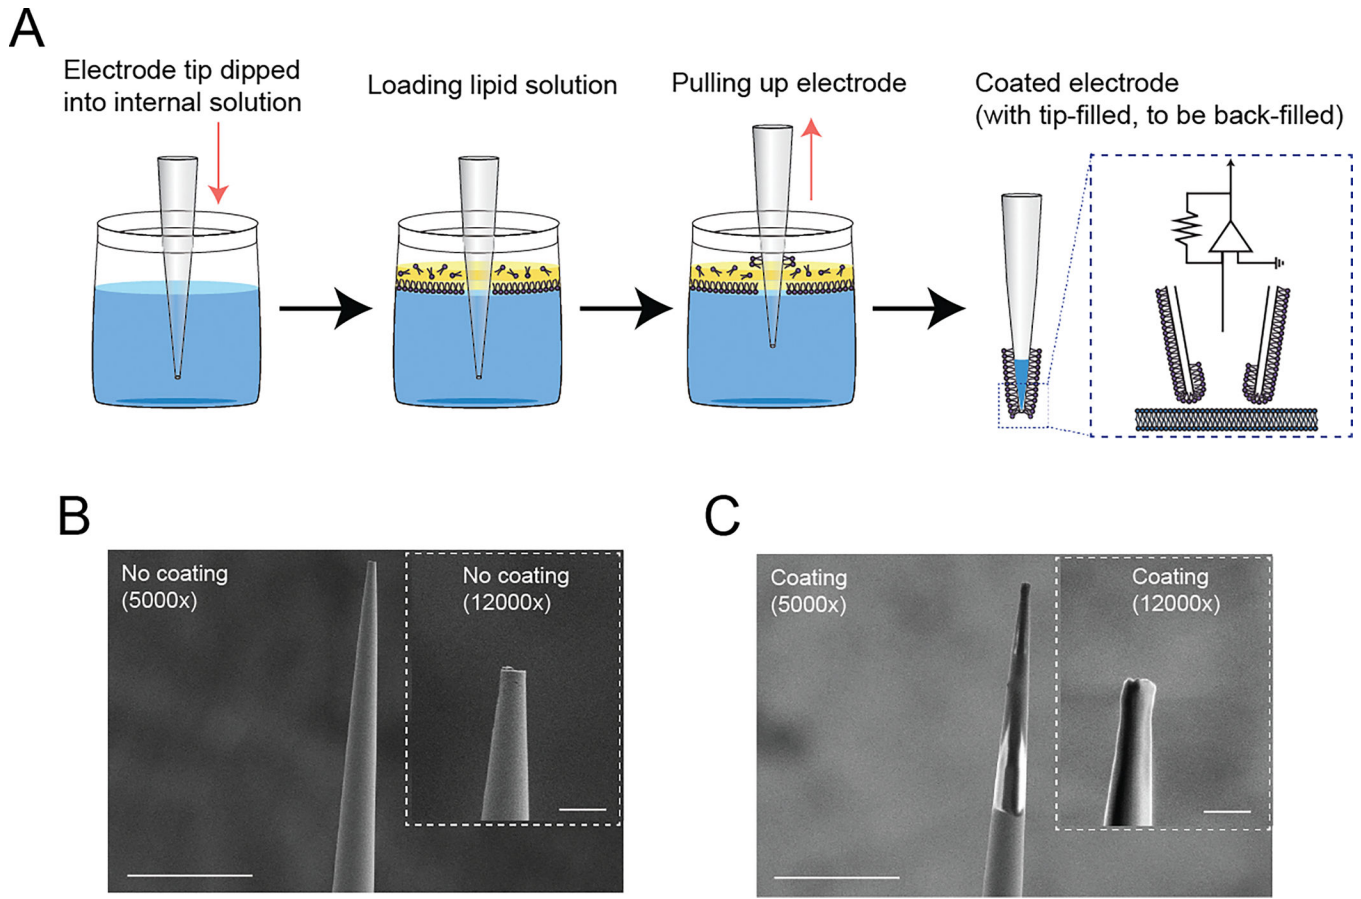 A
Electrode tip dipped
into internal solution
Loading lipid solution
Pulling up electrode
Coated electrode
(with tip-filled, to be back-filled)
B
No coating
(5000x)
No coating
(12000x)
C
Coating
(5000x)
Coating
(12000x)